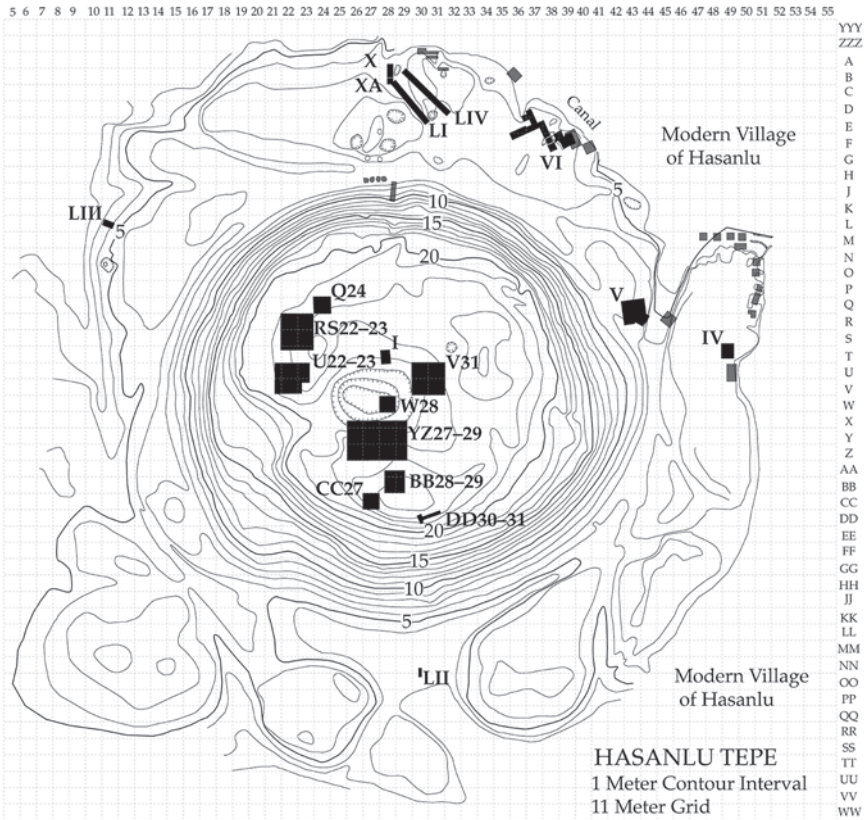 5 6 7 8 9 10 11 12 13 14 15 16 17 18 19 20 21 22 23 24 25 26 27 28 29 30 31 32 33 34 35 36 37 38 39 40 41 42 43 44 45 46 47 48 49 50 51 52 53 54 55
YYY
ZZZ
A
B
C
D
E
F
G
H
J
K
L
M
N
O
P
Q
R
S
T
U
V
W
X
Y
Z
AA
BB
CC
DD
EE
FF
GG
HH
JJ
KK
LL
MM
NN
OO
PP
QQ
RR
SS
TT
UU
VV
WW
X
XA
LI
LIV
Canal
VI
Modern Village
of Hasanlu
5
LIII
5
10
15
20
Q24
RS22–23
I
U22–23
V31
W28
YZ27–29
BB28–29
CC27
DD30–31
V
IV
20
15
10
5
LII
Modern Village
of Hasanlu
HASANLU TEPE
1 Meter Contour Interval
11 Meter Grid